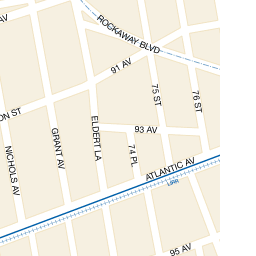 AV
ROCKAWAY BLVD
91 AV
75 ST
76 ST
ON ST
ELDERT LA
93 AV
GRANT AV
74 PL
NICHOLS AV
ATLANTIC AV
LIRR
95 AV